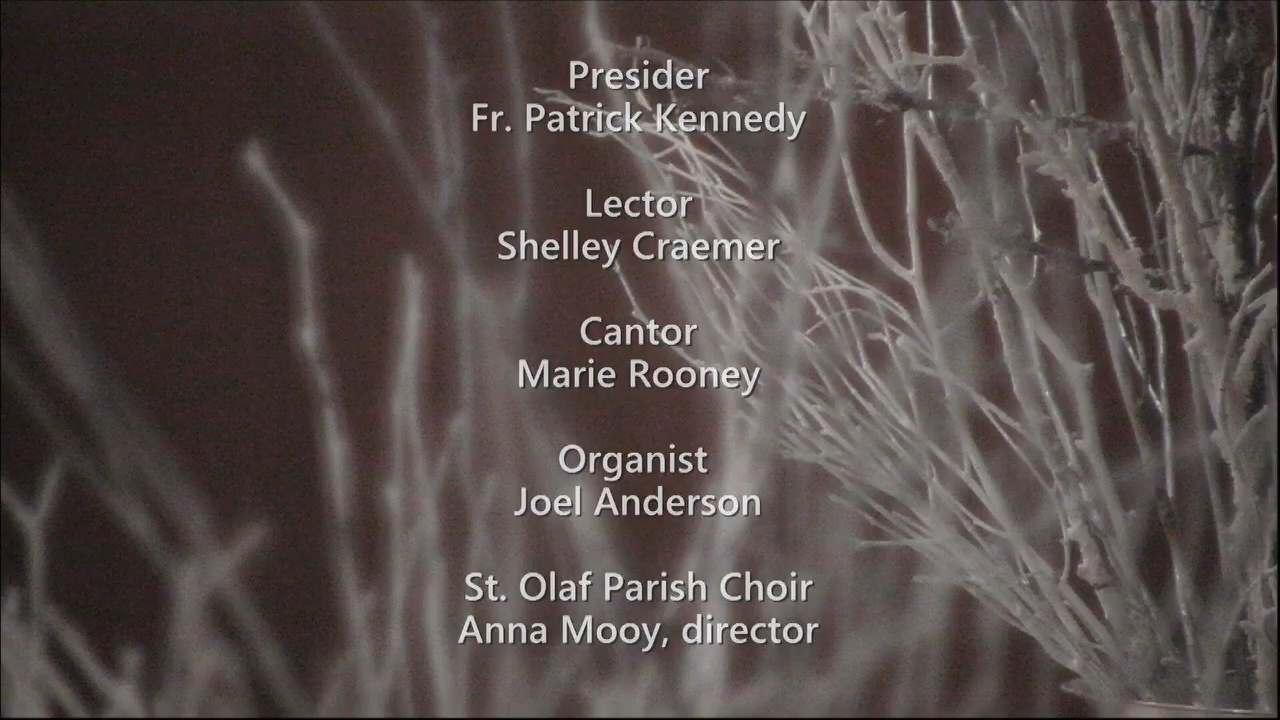 Presider
Fr. Patrick Kennedy
Lector
Shelley Craemer
Cantor
Marie Rooney
Organist
Joel Anderson
St. Olaf Parish Choir
Anna Mooy, director